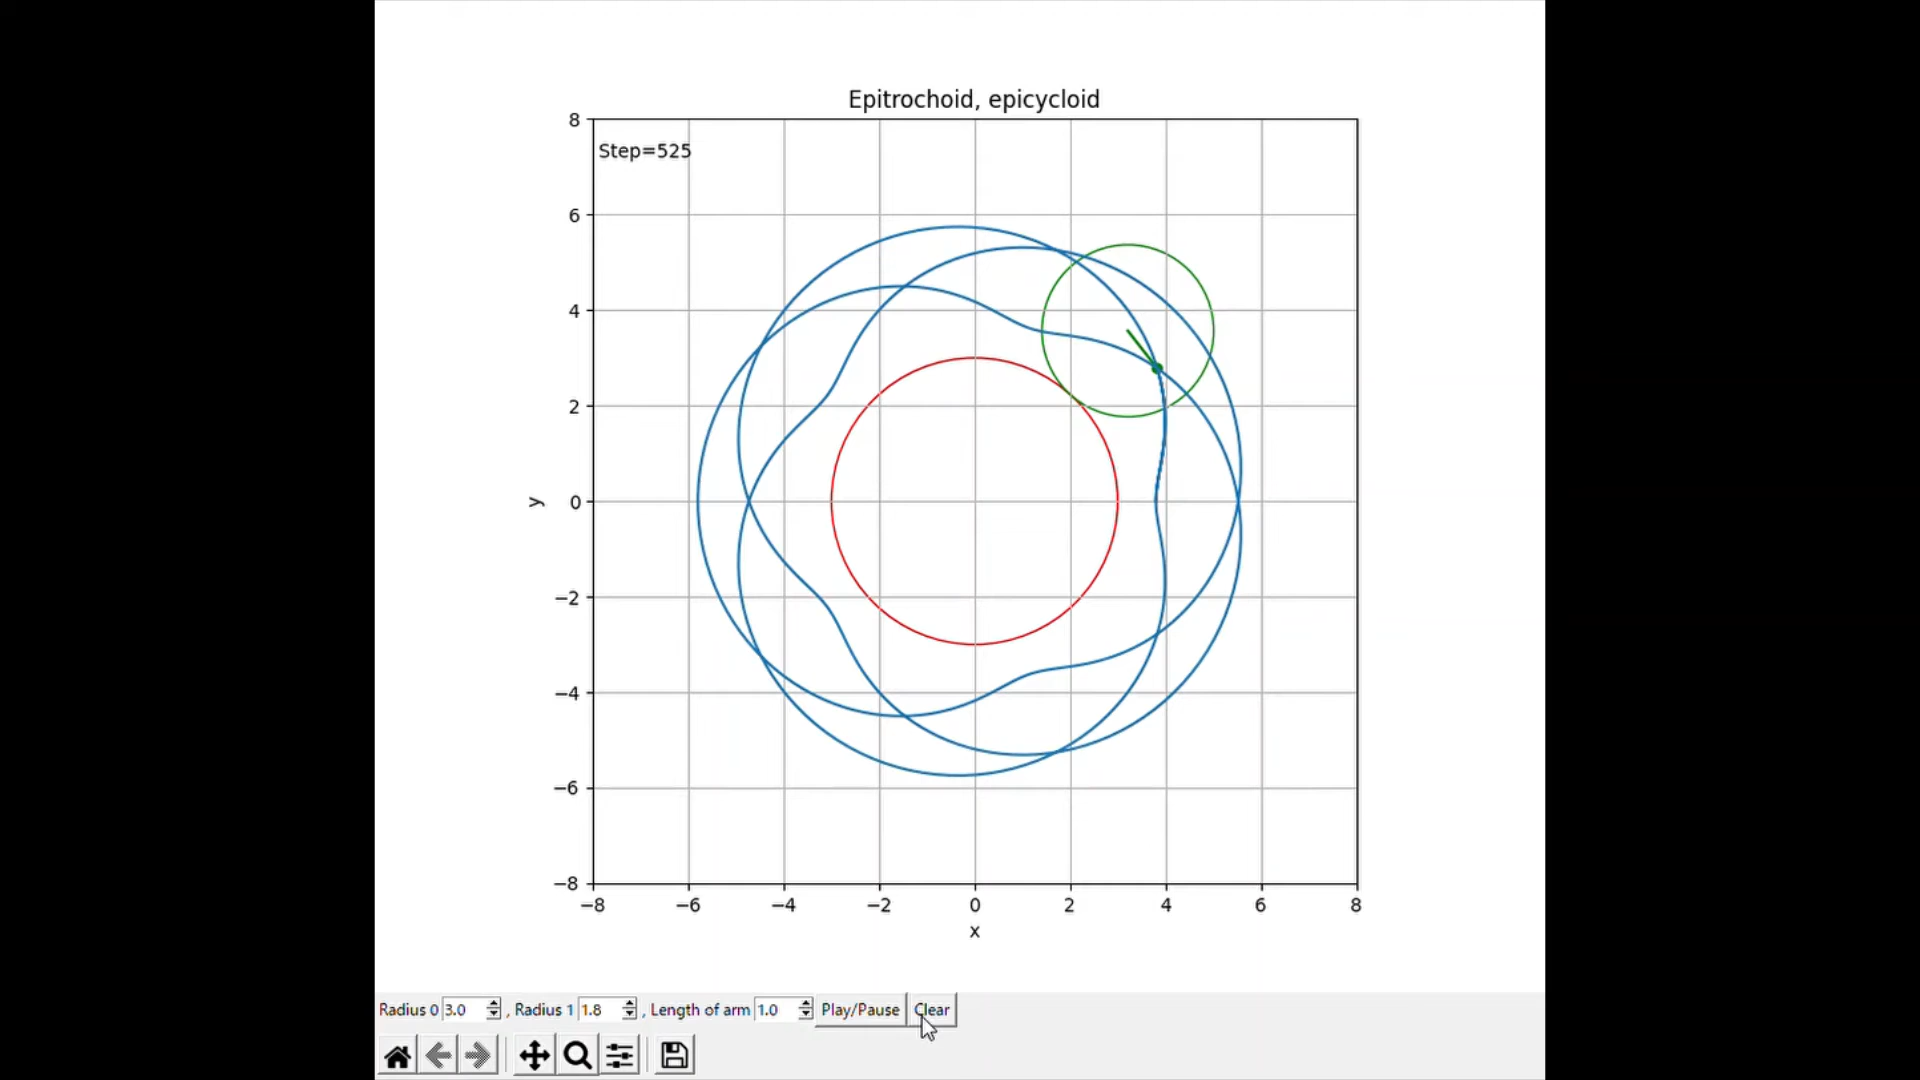 Epitrochoid, epicycloid
8
Step=525
6
4
2
y
0
−2
−4
−6
−8
−8 −6 −4 −2 0 2 4 6 8
x
Radius 0 3.0 , Radius 1 1.8 , Length of arm 1.0 Play/Pause Clear